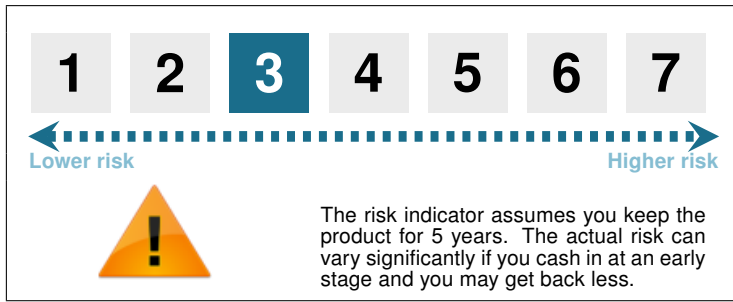 1 2 3 4 5 6 7
Lower risk Higher risk
!
The risk indicator assumes you keep the
product for 5 years. The actual risk can
vary significantly if you cash in at an early
stage and you may get back less.